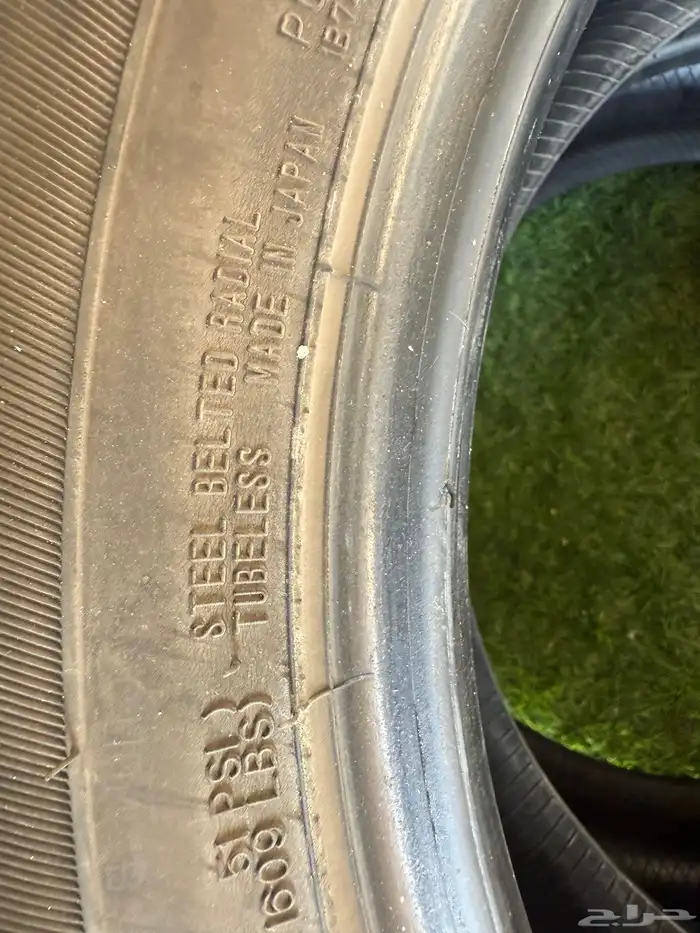 51 PSI)
1609 LBS)
STEEL BELTED RADIAL
TUBELESS MADE IN JAPAN
حراج